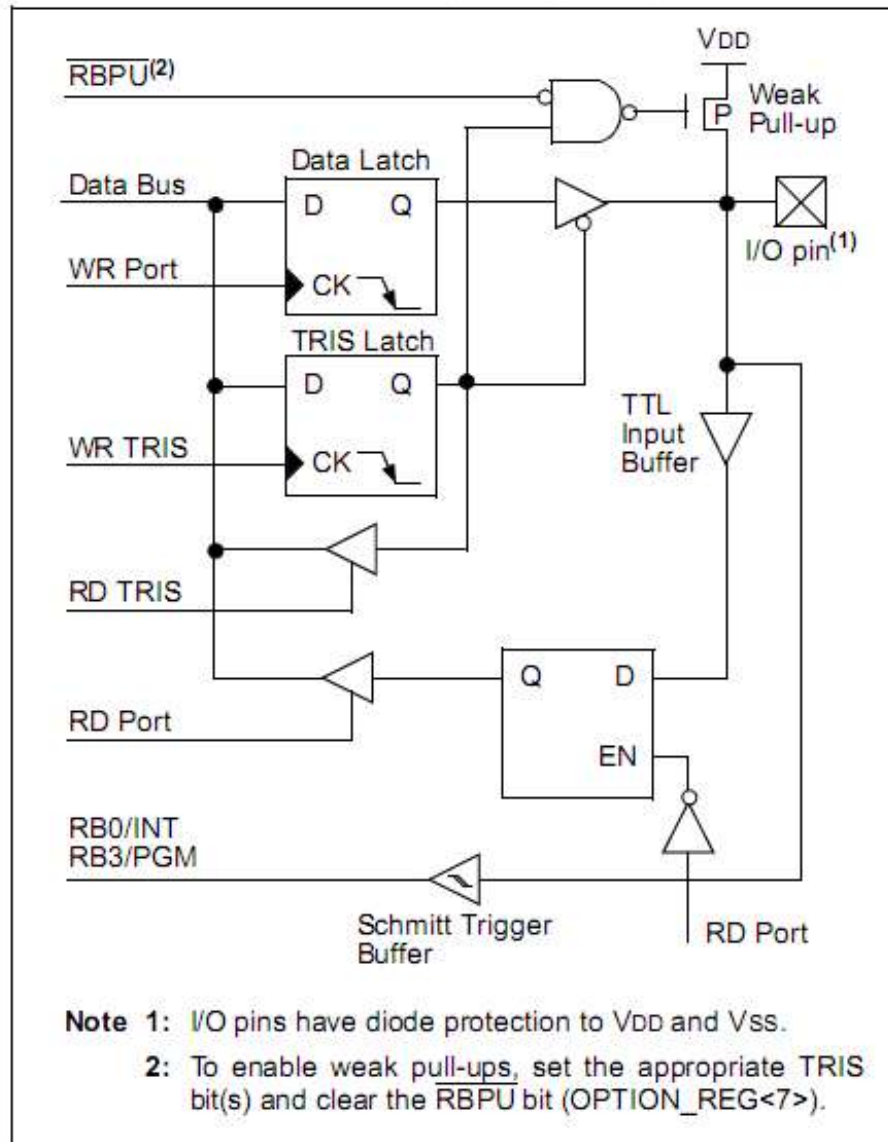 VDD
RBPU(2)
Weak
Pull-up
P
Data Latch
Data Bus
D Q
I/O pin(1)
WR Port
CK
TRIS Latch
D Q
TTL
Input
Buffer
WR TRIS
CK
RD TRIS
Q D
RD Port
EN
RB0/INT
RB3/PGM
Schmitt Trigger
Buffer
RD Port
Note 1: I/O pins have diode protection to VDD and VSS.
2: To enable weak pull-ups, set the appropriate TRIS
bit(s) and clear the RBPU bit (OPTION_REG<7>).